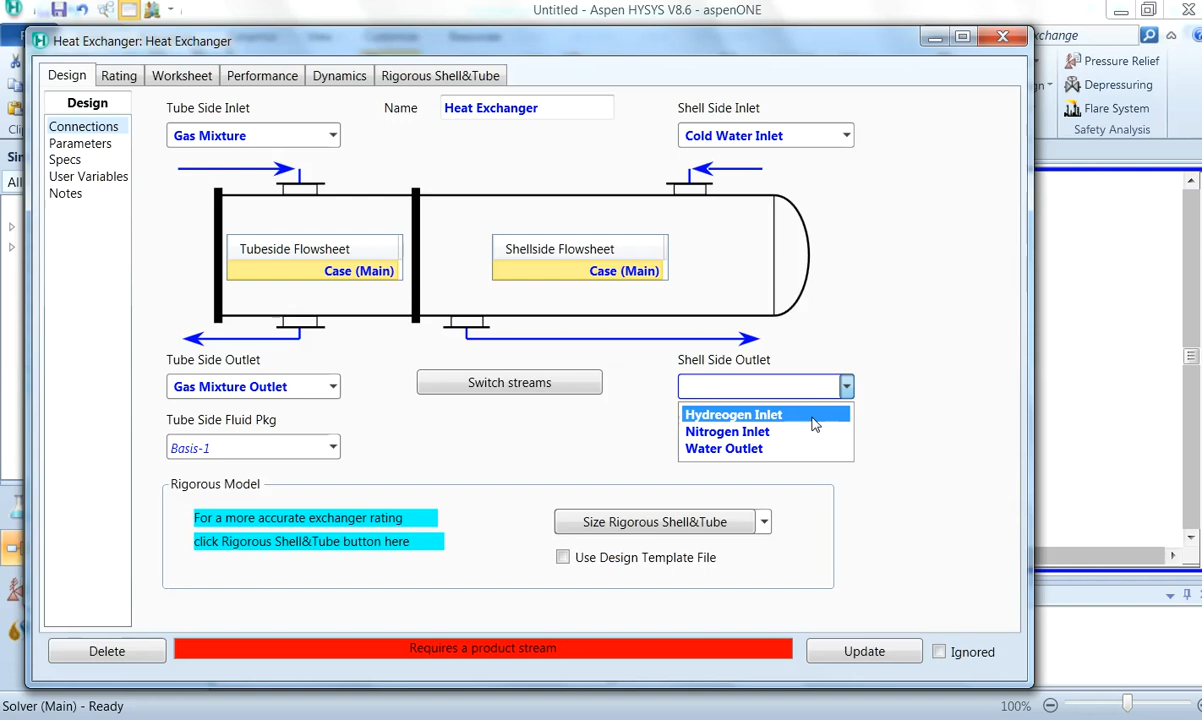 Untitled - Aspen HYSYS V8.6 - aspenONE
Heat Exchanger: Heat Exchanger
Design
Rating
Worksheet
Performance
Dynamics
Rigorous Shell&Tube
Design
Connections
Parameters
Specs
User Variables
Notes
Tube Side Inlet
Name
Heat Exchanger
Shell Side Inlet
Gas Mixture
Cold Water Inlet
Tubeside Flowsheet
Case (Main)
Shellside Flowsheet
Case (Main)
Tube Side Outlet
Shell Side Outlet
Gas Mixture Outlet
Switch streams
Hydreogen Inlet
Nitrogen Inlet
Water Outlet
Tube Side Fluid Pkg
Basis-1
Rigorous Model
For a more accurate exchanger rating
click Rigorous Shell&Tube button here
Size Rigorous Shell&Tube
Use Design Template File
Delete
Requires a product stream
Update
Ignored
Pressure Relief
Depressuring
Flare System
Safety Analysis
Solver (Main) - Ready
100%